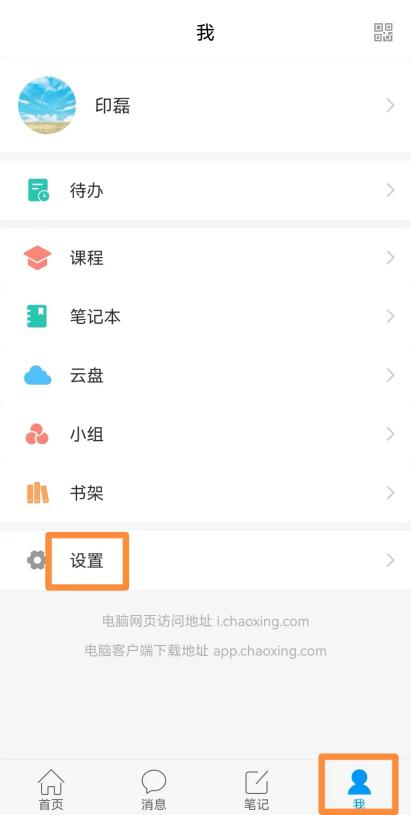 我
印磊
待办
课程
笔记本
云盘
小组
书架
设置
电脑网页访问地址 i.chaoxing.com
电脑客户端下载地址 app.chaoxing.com
首页 消息 笔记 我